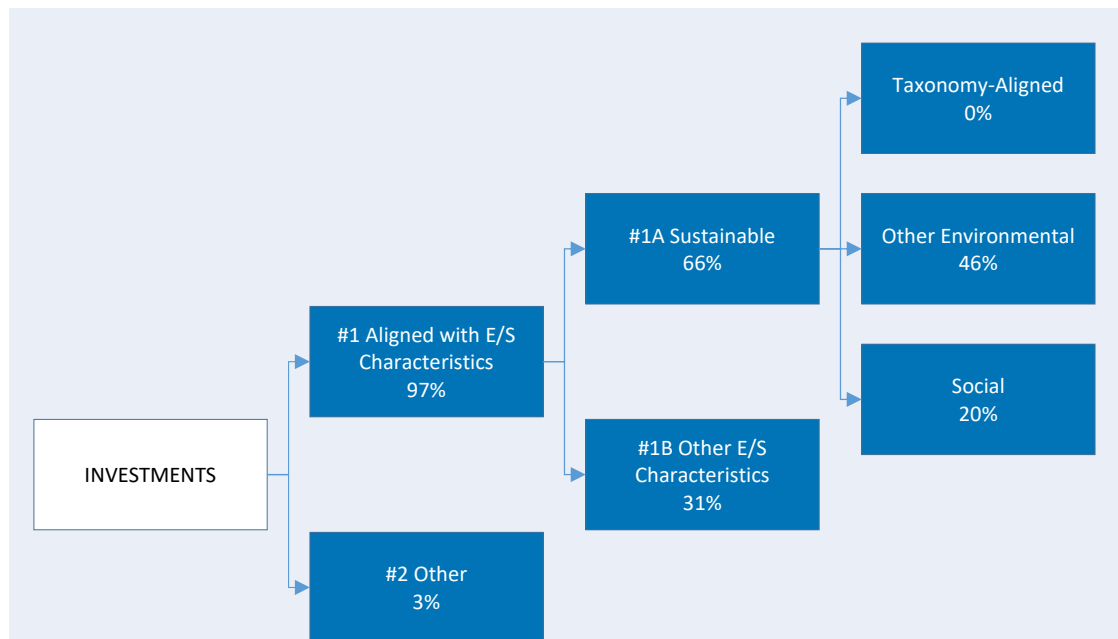 Taxonomy-Aligned
0%
#1A Sustainable
66%
Other Environmental
46%
#1 Aligned with E/S
Characteristics
97%
Social
20%
INVESTMENTS
#1B Other E/S
Characteristics
31%
#2 Other
3%